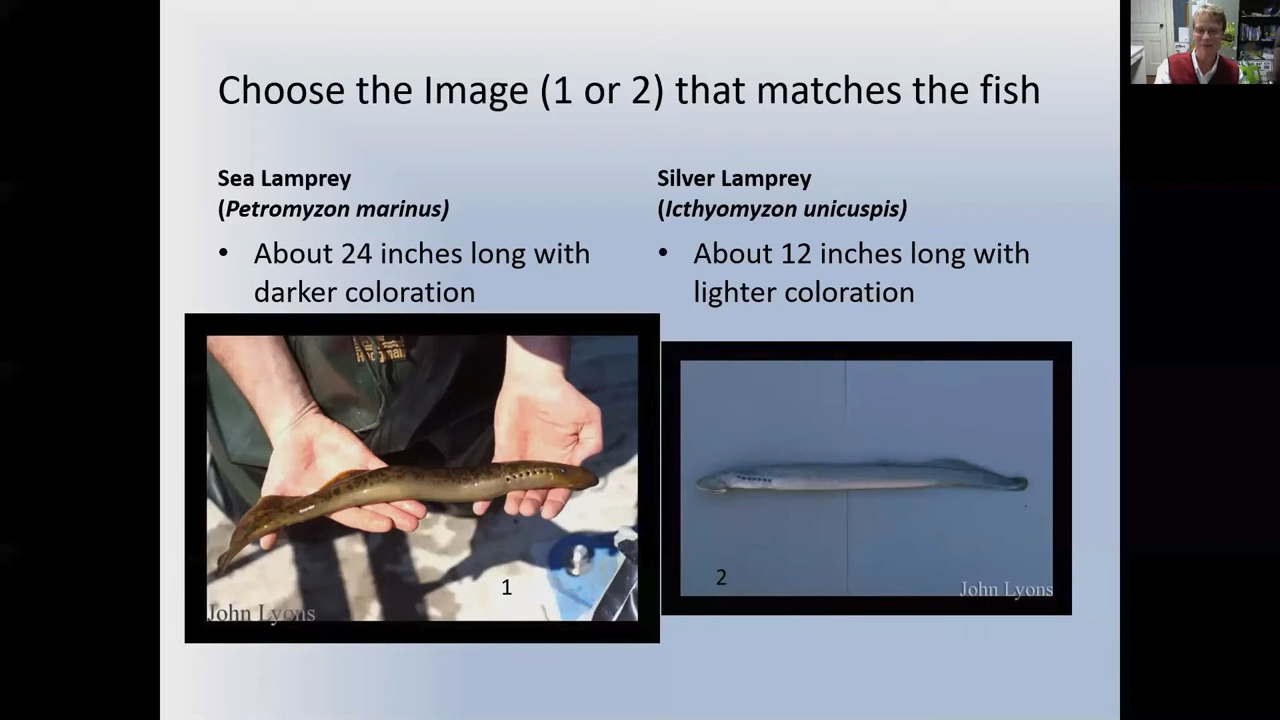 Choose the Image (1 or 2) that matches the fish
Sea Lamprey
(Petromyzon marinus)
• About 24 inches long with
darker coloration
Silver Lamprey
(Icthyomyzon unicuspis)
• About 12 inches long with
lighter coloration
1
John Lyons
2
John Lyons